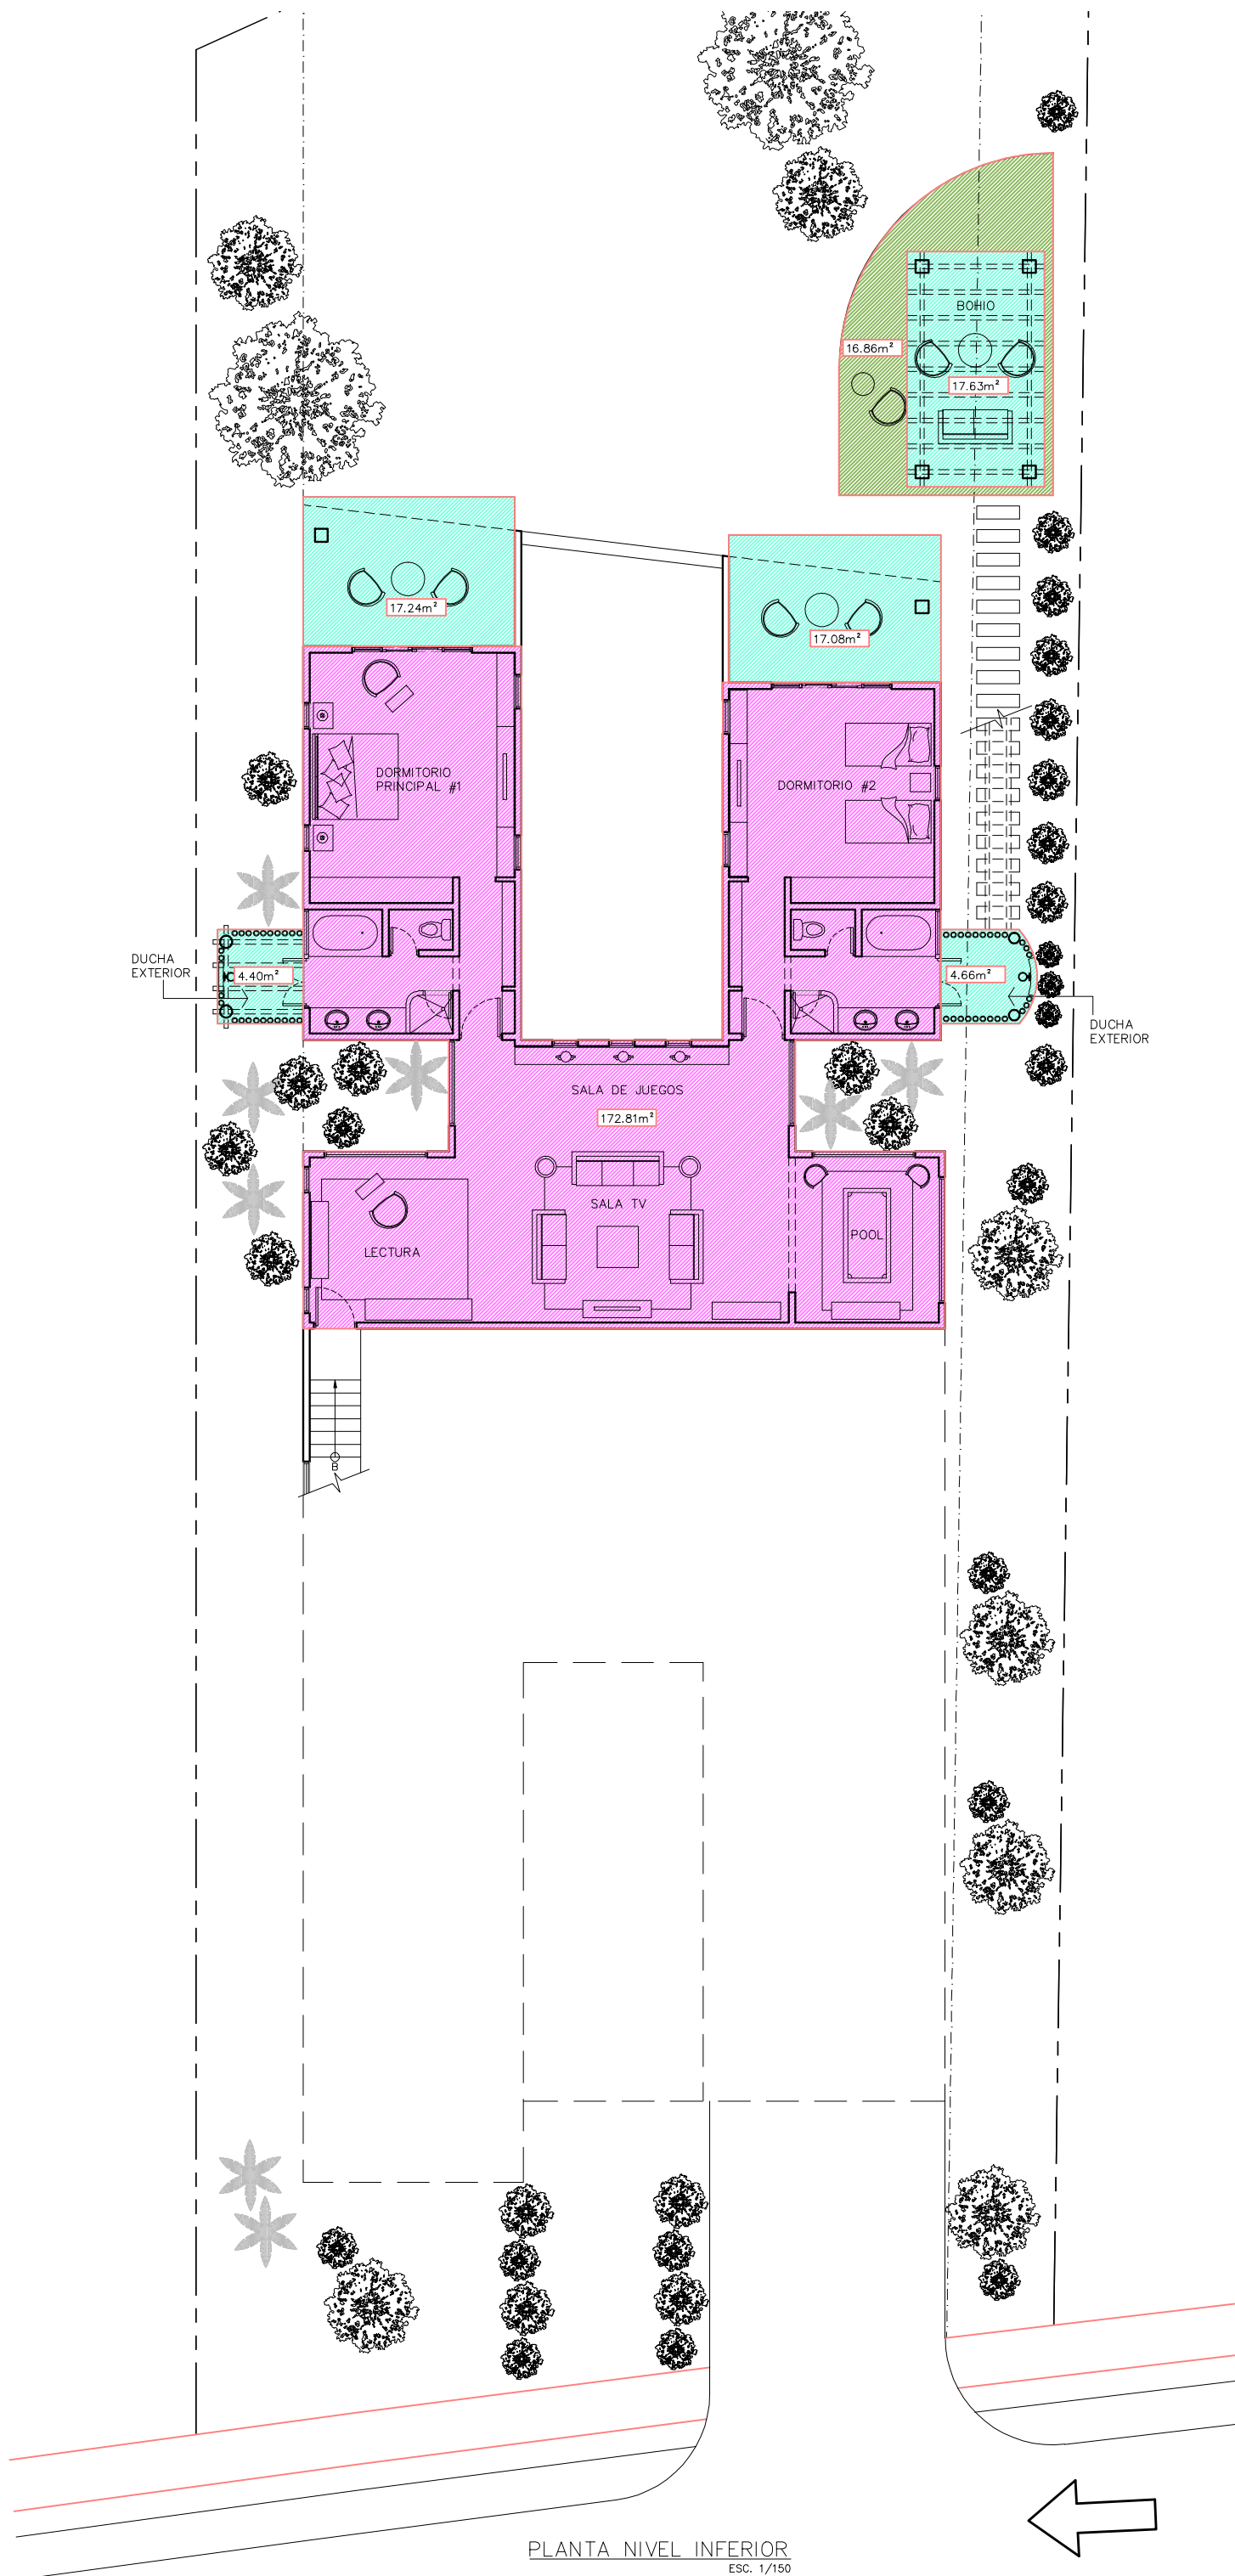 BOHIO
16.86m²
17.63m²
17.24m²
17.08m²
DORMITORIO
PRINCIPAL #1
DORMITORIO #2
DUCHA
EXTERIOR
4.40m²
4.66m²
DUCHA
EXTERIOR
SALA DE JUEGOS
172.81m²
SALA TV
LECTURA
POOL
B
PLANTA NIVEL INFERIOR
ESC. 1/150